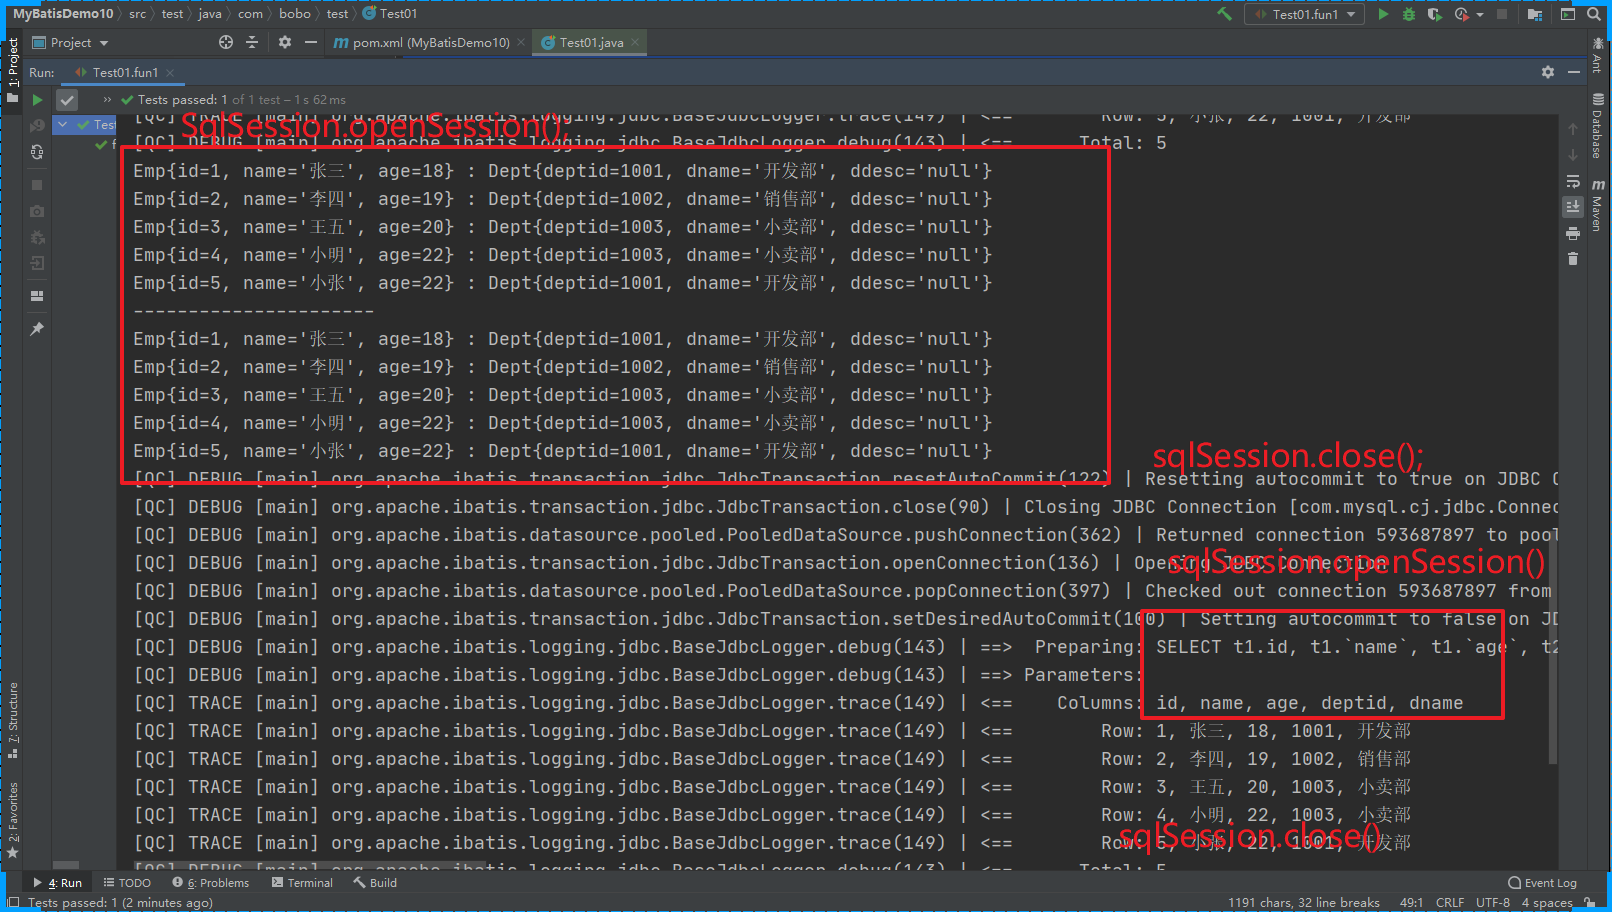 MyBatisDemo10 〉 src 〉 test 〉 java 〉 com 〉 bobo 〉 test 〉 Test01
Test01.fun1
Project
pom.xml (MyBatisDemo10)
Test01.java
Run: Test01.fun1
Tests passed: 1 of 1 test – 1 s 62 ms
Test
SqlSession.openSession();
[QC] TRACE [main] org.apache.ibatis.logging.jdbc.BaseJdbcLogger.trace(149) | <== Row: 5, 小张, 22, 1001, 开发部
[QC] DEBUG [main] org.apache.ibatis.logging.jdbc.BaseJdbcLogger.debug(143) | <== Total: 5
Emp{id=1, name='张三', age=18} : Dept{deptid=1001, dname='开发部', ddesc='null'}
Emp{id=2, name='李四', age=19} : Dept{deptid=1002, dname='销售部', ddesc='null'}
Emp{id=3, name='王五', age=20} : Dept{deptid=1003, dname='小卖部', ddesc='null'}
Emp{id=4, name='小明', age=22} : Dept{deptid=1003, dname='小卖部', ddesc='null'}
Emp{id=5, name='小张', age=22} : Dept{deptid=1001, dname='开发部', ddesc='null'}
----------------------
Emp{id=1, name='张三', age=18} : Dept{deptid=1001, dname='开发部', ddesc='null'}
Emp{id=2, name='李四', age=19} : Dept{deptid=1002, dname='销售部', ddesc='null'}
Emp{id=3, name='王五', age=20} : Dept{deptid=1003, dname='小卖部', ddesc='null'}
Emp{id=4, name='小明', age=22} : Dept{deptid=1003, dname='小卖部', ddesc='null'}
Emp{id=5, name='小张', age=22} : Dept{deptid=1001, dname='开发部', ddesc='null'}
sqlSession.close();
[QC] DEBUG [main] org.apache.ibatis.transaction.jdbc.JdbcTransaction.resetAutoCommit(122) | Resetting autocommit to true on JDBC C
[QC] DEBUG [main] org.apache.ibatis.transaction.jdbc.JdbcTransaction.close(90) | Closing JDBC Connection [com.mysql.cj.jdbc.Connec
[QC] DEBUG [main] org.apache.ibatis.datasource.pooled.PooledDataSource.pushConnection(362) | Returned connection 593687897 to pool
sqlSession.openSession()
[QC] DEBUG [main] org.apache.ibatis.transaction.jdbc.JdbcTransaction.openConnection(136) | Opening JDBC Connection
[QC] DEBUG [main] org.apache.ibatis.datasource.pooled.PooledDataSource.popConnection(397) | Checked out connection 593687897 from
[QC] DEBUG [main] org.apache.ibatis.transaction.jdbc.JdbcTransaction.setDesiredAutoCommit(100) | Setting autocommit to false on JD
[QC] DEBUG [main] org.apache.ibatis.logging.jdbc.BaseJdbcLogger.debug(143) | ==> Preparing: SELECT t1.id, t1.`name`, t1.`age`, t2
[QC] DEBUG [main] org.apache.ibatis.logging.jdbc.BaseJdbcLogger.debug(143) | ==> Parameters:
[QC] TRACE [main] org.apache.ibatis.logging.jdbc.BaseJdbcLogger.trace(149) | <== Columns: id, name, age, deptid, dname
[QC] TRACE [main] org.apache.ibatis.logging.jdbc.BaseJdbcLogger.trace(149) | <== Row: 1, 张三, 18, 1001, 开发部
[QC] TRACE [main] org.apache.ibatis.logging.jdbc.BaseJdbcLogger.trace(149) | <== Row: 2, 李四, 19, 1002, 销售部
[QC] TRACE [main] org.apache.ibatis.logging.jdbc.BaseJdbcLogger.trace(149) | <== Row: 3, 王五, 20, 1003, 小卖部
[QC] TRACE [main] org.apache.ibatis.logging.jdbc.BaseJdbcLogger.trace(149) | <== Row: 4, 小明, 22, 1003, 小卖部
sqlSession.close()
[QC] TRACE [main] org.apache.ibatis.logging.jdbc.BaseJdbcLogger.trace(149) | <== Row: 5, 小张, 22, 1001, 开发部
[QC] DEBUG [main] org.apache.ibatis.logging.jdbc.BaseJdbcLogger.debug(143) | <== Total: 5
1: Project
7: Structure
2: Favorites
Ant
Database
Maven
4: Run
TODO
6: Problems
Terminal
Build
Event Log
Tests passed: 1 (2 minutes ago)
1191 chars, 32 line breaks
49:1
CRLF
UTF-8
4 spaces